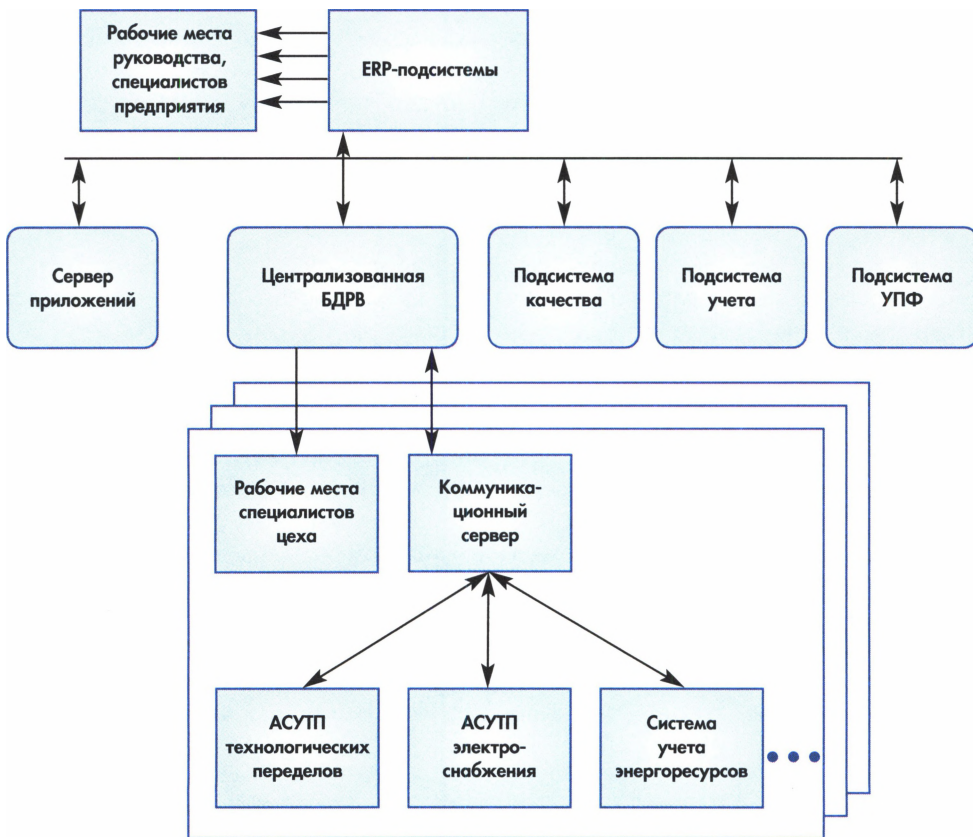 Рабочие места
руководства,
специалистов
предприятия
ERP-подсистемы
Сервер
приложений
Централизованная
БДРВ
Подсистема
качества
Подсистема
учета
Подсистема
УПФ
Рабочие места
специалистов
цеха
Коммуника-
ционный
сервер
АСУТП
технологических
переделов
АСУТП
электро-
снабжения
Система
учета
энергоресурсов